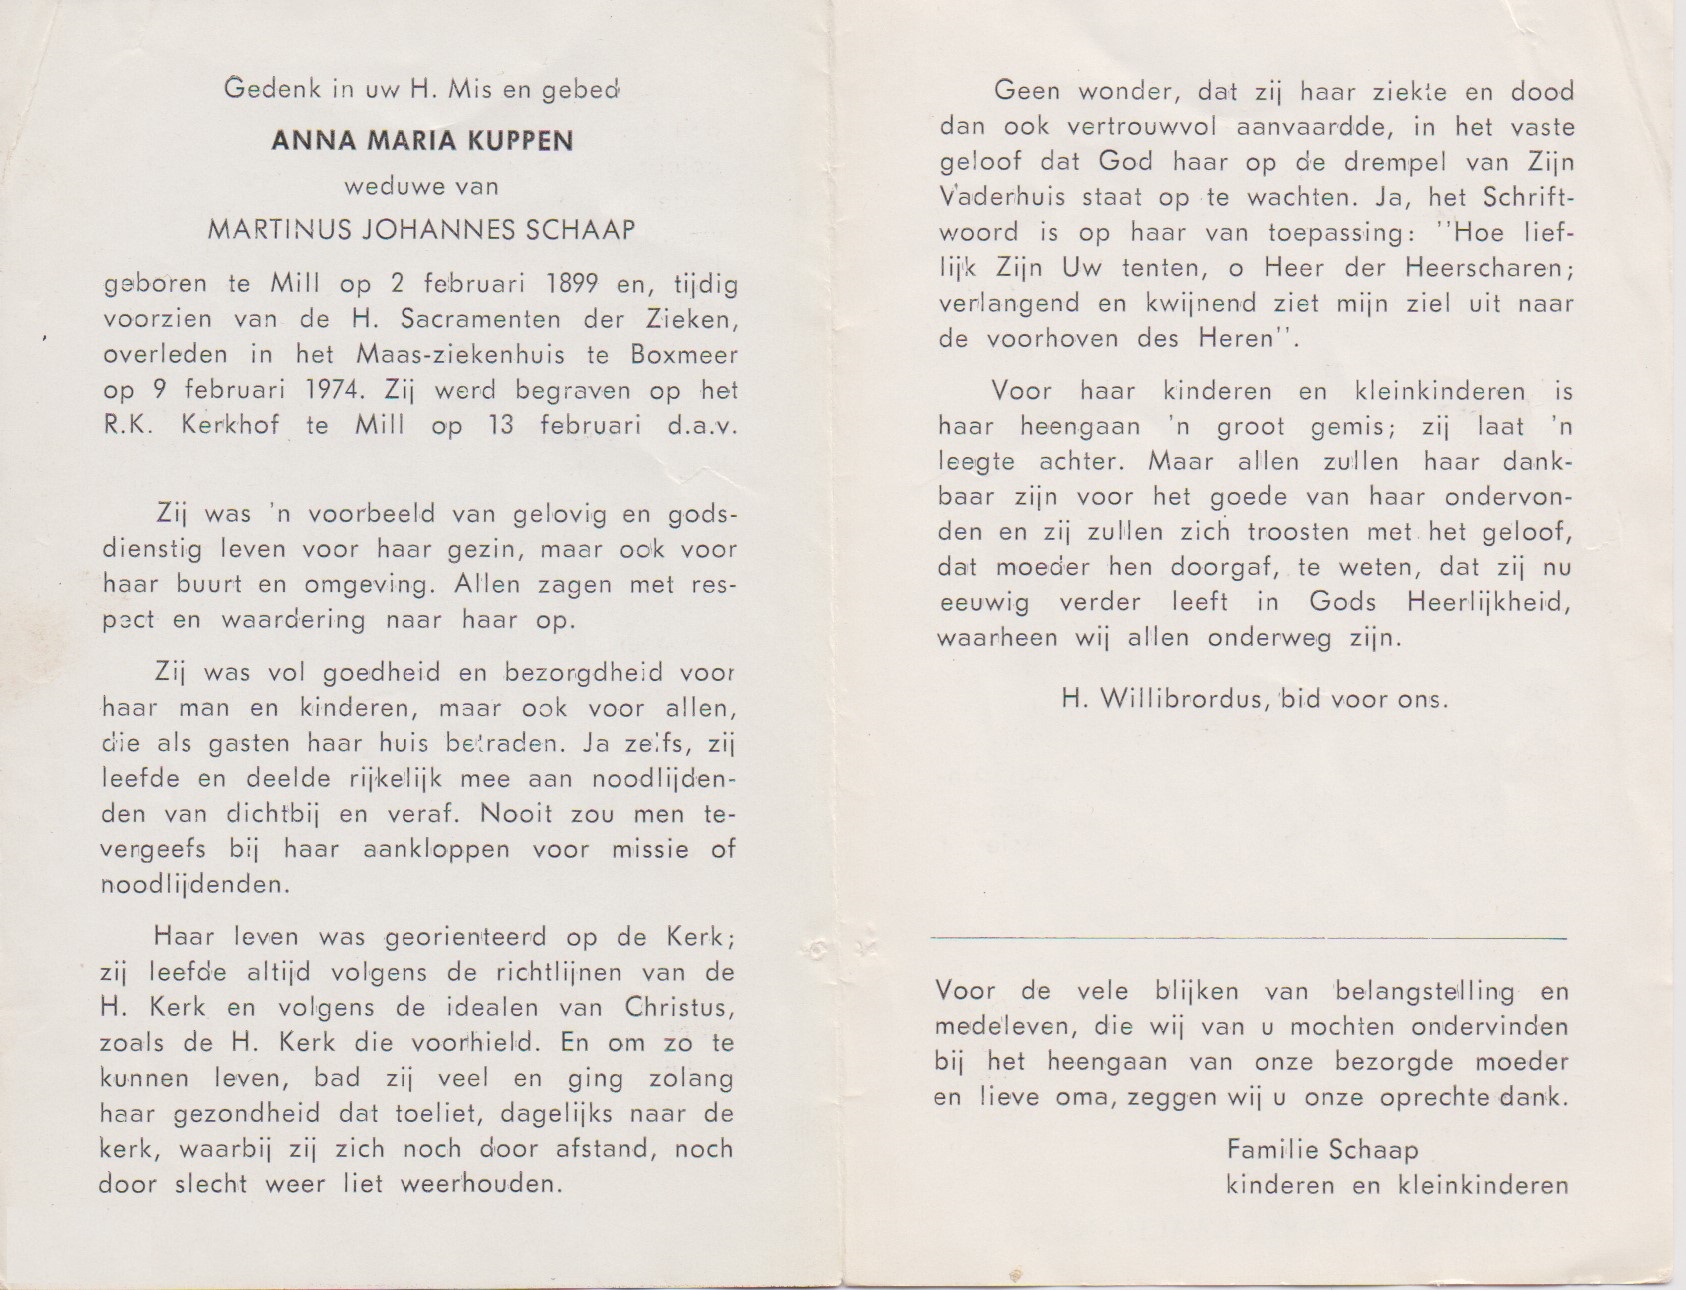 Gedenk in uw H. Mis en gebed
ANNA MARIA KUPPEN
weduwe van
MARTINUS JOHANNES SCHAAP
geboren te Mill op 2 februari 1899 en, tijdig
voorzien van de H. Sacramenten der Zieken,
overleden in het Maas-ziekenhuis te Boxmeer
op 9 februari 1974. Zij werd begraven op het
R.K. Kerkhof te Mill op 13 februari d.a.v.
Zij was 'n voorbeeld van gelovig en gods-
dienstig leven voor haar gezin, maar ook voor
haar buurt en omgeving. Allen zagen met res-
pect en waardering naar haar op.
Zij was vol goedheid en bezorgdheid voor
haar man en kinderen, maar ook voor allen,
die als gasten haar huis betraden. Ja zelfs, zij
leefde en deelde rijkelijk mee aan noodlijden-
den van dichtbij en veraf. Nooit zou men te-
vergeefs bij haar aankloppen voor missie of
noodlijdenden.
Haar leven was georienteerd op de Kerk;
zij leefde altijd volgens de richtlijnen van de
H. Kerk en volgens de idealen van Christus,
zoals de H. Kerk die voorhield. En om zo te
kunnen leven, bad zij veel en ging zolang
haar gezondheid dat toeliet, dagelijks naar de
kerk, waarbij zij zich noch door afstand, noch
door slecht weer liet weerhouden.
Geen wonder, dat zij haar ziekte en dood
dan ook vertrouwvol aanvaardde, in het vaste
geloof dat God haar op de drempel van Zijn
Vaderhuis staat op te wachten. Ja, het Schrift-
woord is op haar van toepassing: ''Hoe lief-
lijk Zijn Uw tenten, o Heer der Heerscharen;
verlangend en kwijnend ziet mijn ziel uit naar
de voorhoven des Heren''.
Voor haar kinderen en kleinkinderen is
haar heengaan 'n groot gemis; zij laat 'n
leegte achter. Maar allen zullen haar dank-
baar zijn voor het goede van haar ondervon-
den en zij zullen zich troosten met het geloof,
dat moeder hen doorgaf, te weten, dat zij nu
eeuwig verder leeft in Gods Heerlijkheid,
waarheen wij allen onderweg zijn.
H. Willibrordus, bid voor ons.
Voor de vele blijken van belangstelling en
medeleven, die wij van u mochten ondervinden
bij het heengaan van onze bezorgde moeder
en lieve oma, zeggen wij u onze oprechte dank.
Familie Schaap
kinderen en kleinkinderen